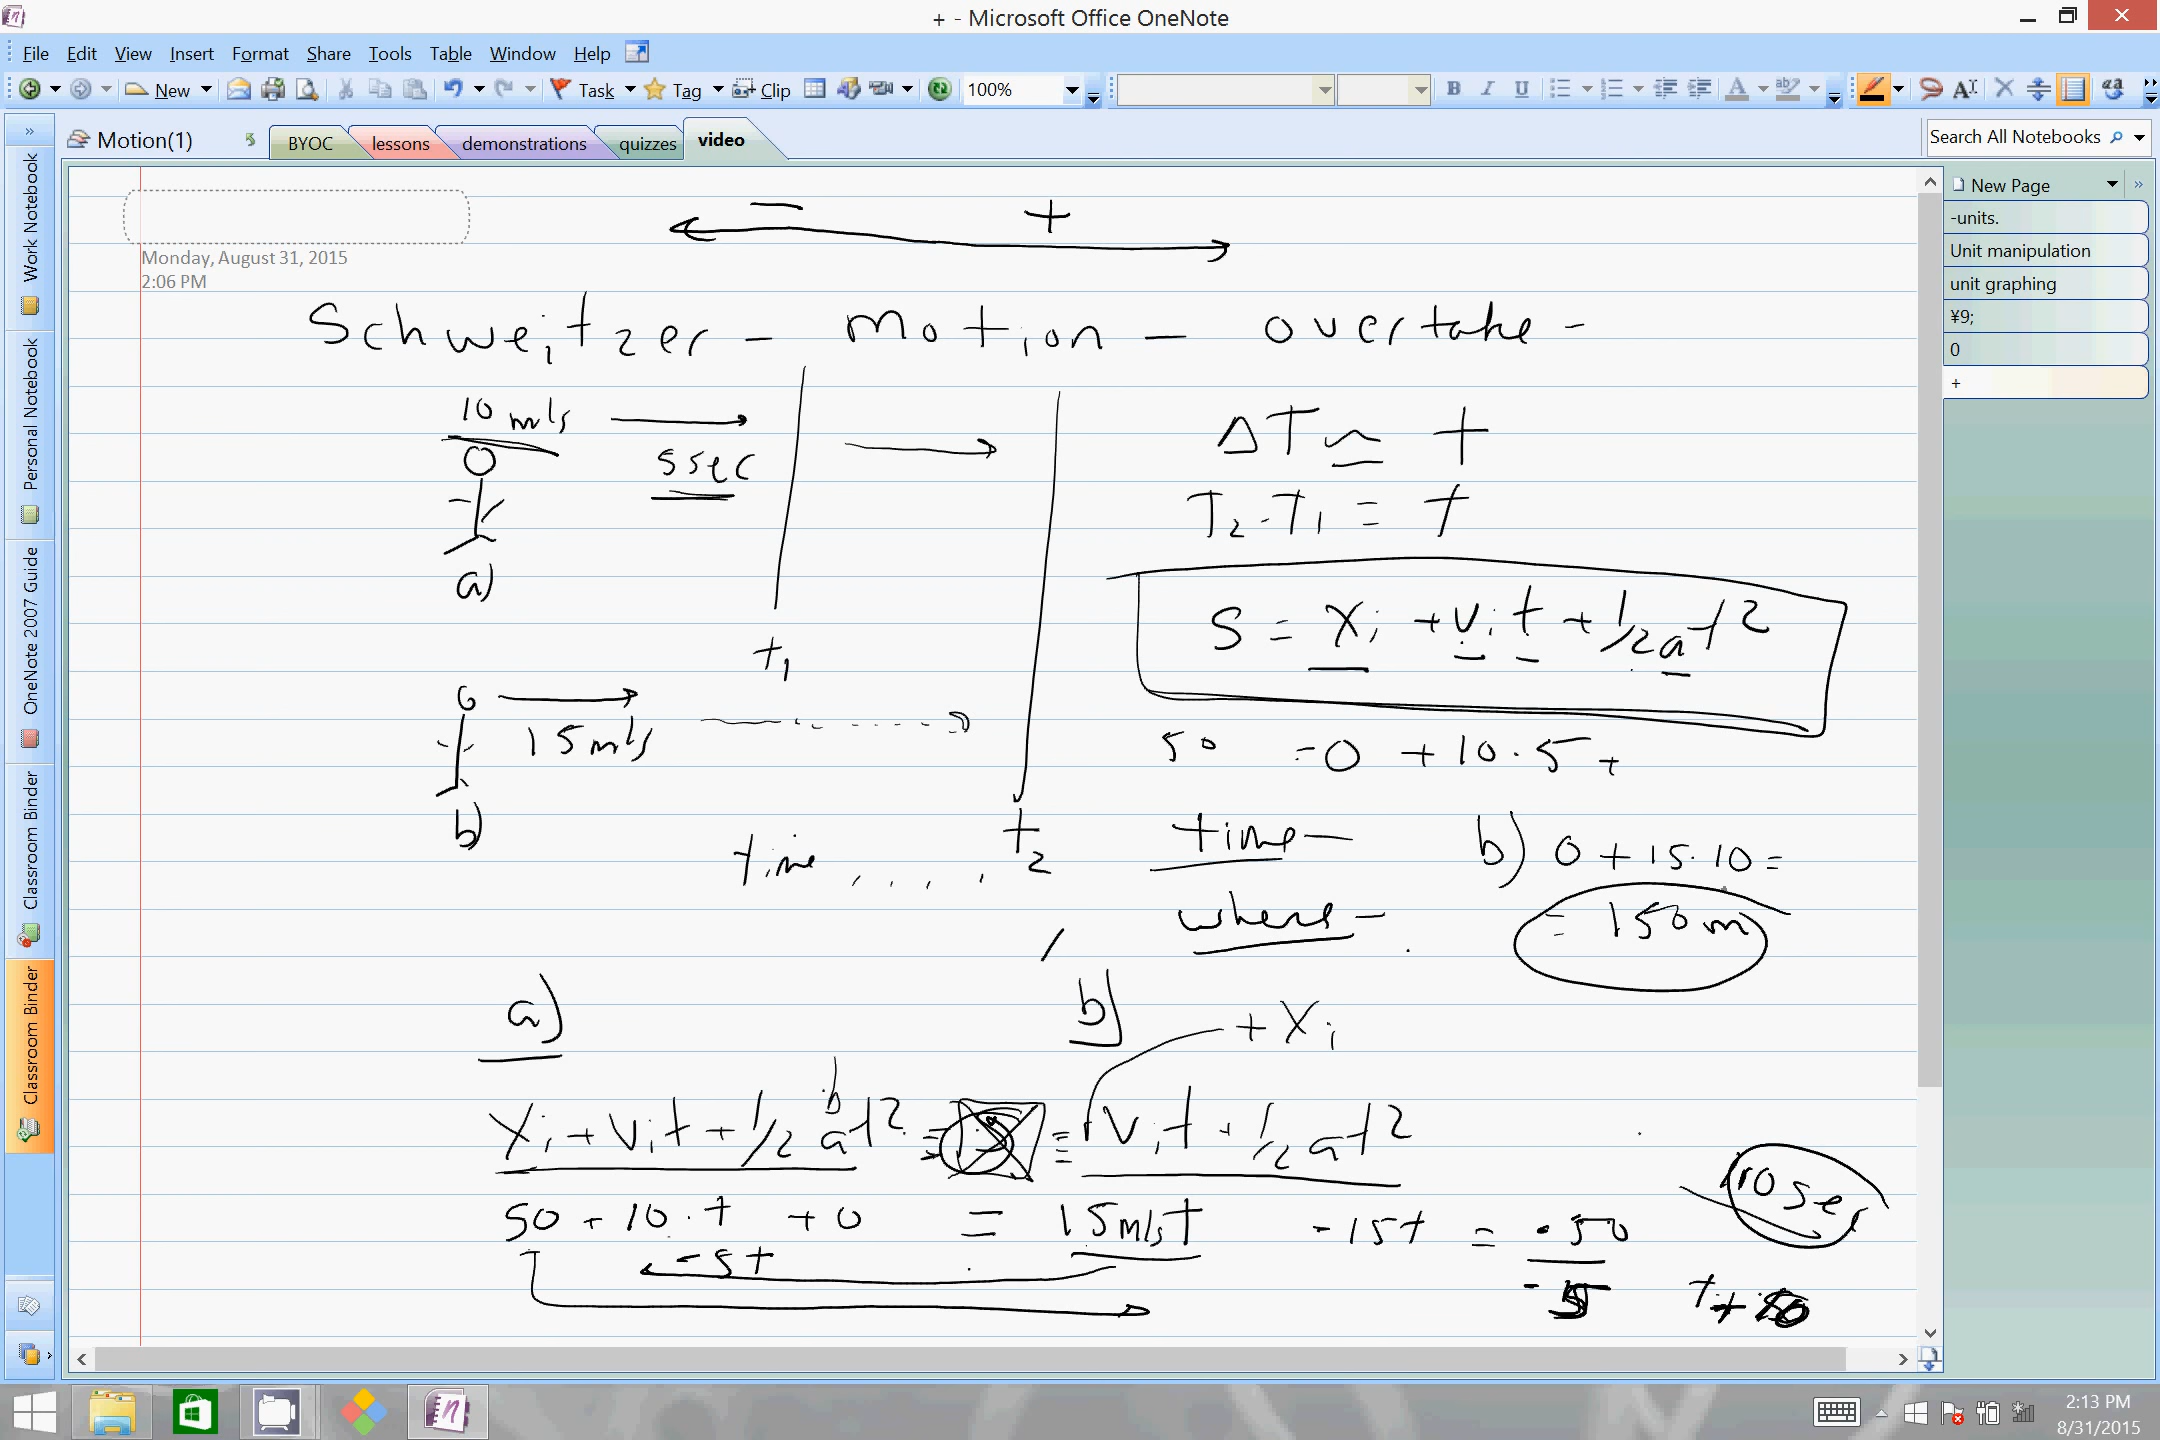 + - Microsoft Office OneNote
File Edit View Insert Format Share Tools Table Window Help
New Task Tag Clip 100% B I U
Motion(1) BYOC lessons demonstrations quizzes video Search All Notebooks
Work Notebook
Personal Notebook
OneNote 2007 Guide
Classroom Binder
Classroom Binder
New Page
-units.
Unit manipulation
unit graphing
¥9;
0
+
− +
Monday, August 31, 2015
2:06 PM
Schweitzer - motion - overtake -
10 m/s
5 sec
a)
t₁
ΔT ≈ t
T₂ - T₁ = t
S = Xi + Vit + 1/2 at²
15 m/s
b)
50 = 0 + 10 · 5 +
time . . . . t₂
time -
where -
b) 0 + 15 · 10 =
= 150 m
a)
b)
+ Xi
Xi + Vit + 1/2 at² = = Vit + 1/2 at²
50 + 10 · t + 0 = 15 m/s t
- 5t
- 15t = -50
- 5
10 sec
2:13 PM
8/31/2015